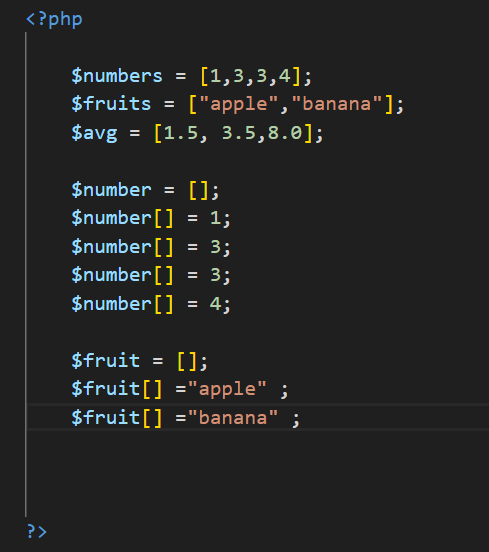 <?php
$numbers = [1,3,3,4];
$fruits = ["apple","banana"];
$avg = [1.5, 3.5,8.0];
$number = [];
$number[] = 1;
$number[] = 3;
$number[] = 3;
$number[] = 4;
$fruit = [];
$fruit[] ="apple" ;
$fruit[] ="banana" ;
?>